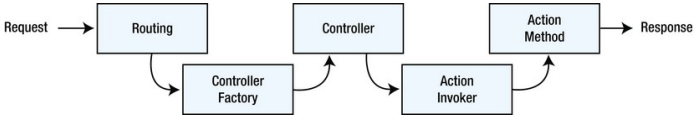 Request
Routing
Controller
Factory
Controller
Action
Invoker
Action
Method
Response